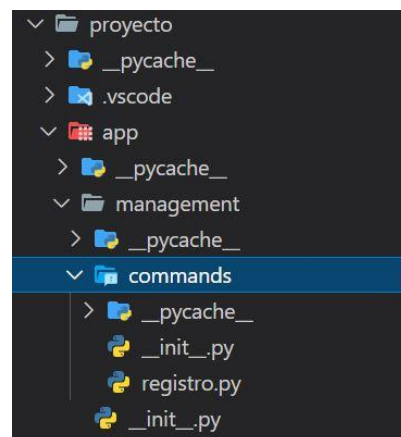 proyecto
__pycache__
.vscode
app
__pycache__
management
__pycache__
commands
__pycache__
__init__.py
registro.py
__init__.py